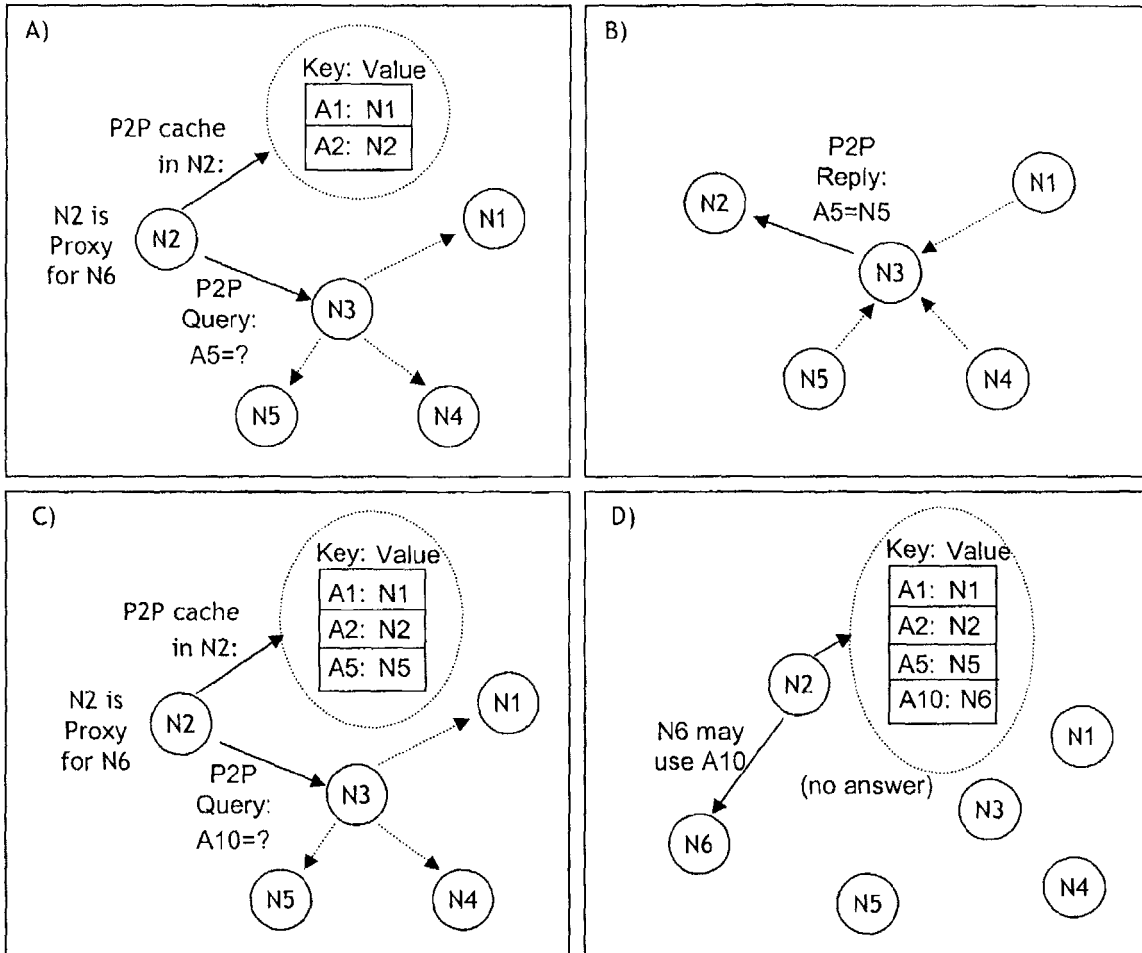 A)
Key: Value
A1: N1
A2: N2
P2P cache
in N2:
N2 is
Proxy
for N6
N2
N1
P2P
Query:
A5=?
N3
N5
N4
B)
P2P
Reply:
A5=N5
N2
N1
N3
N5
N4
C)
Key: Value
A1: N1
A2: N2
A5: N5
P2P cache
in N2:
N2 is
Proxy
for N6
N2
N1
P2P
Query:
A10=?
N3
N5
N4
D)
Key: Value
A1: N1
A2: N2
A5: N5
A10: N6
N2
N6 may
use A10
(no answer)
N1
N3
N6
N5
N4